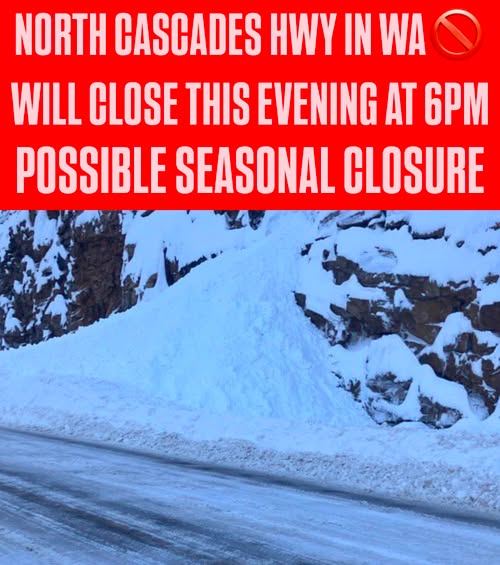 NORTH CASCADES HWY IN WA🚫
WILL CLOSE THIS EVENING AT 6PM
POSSIBLE SEASONAL CLOSURE